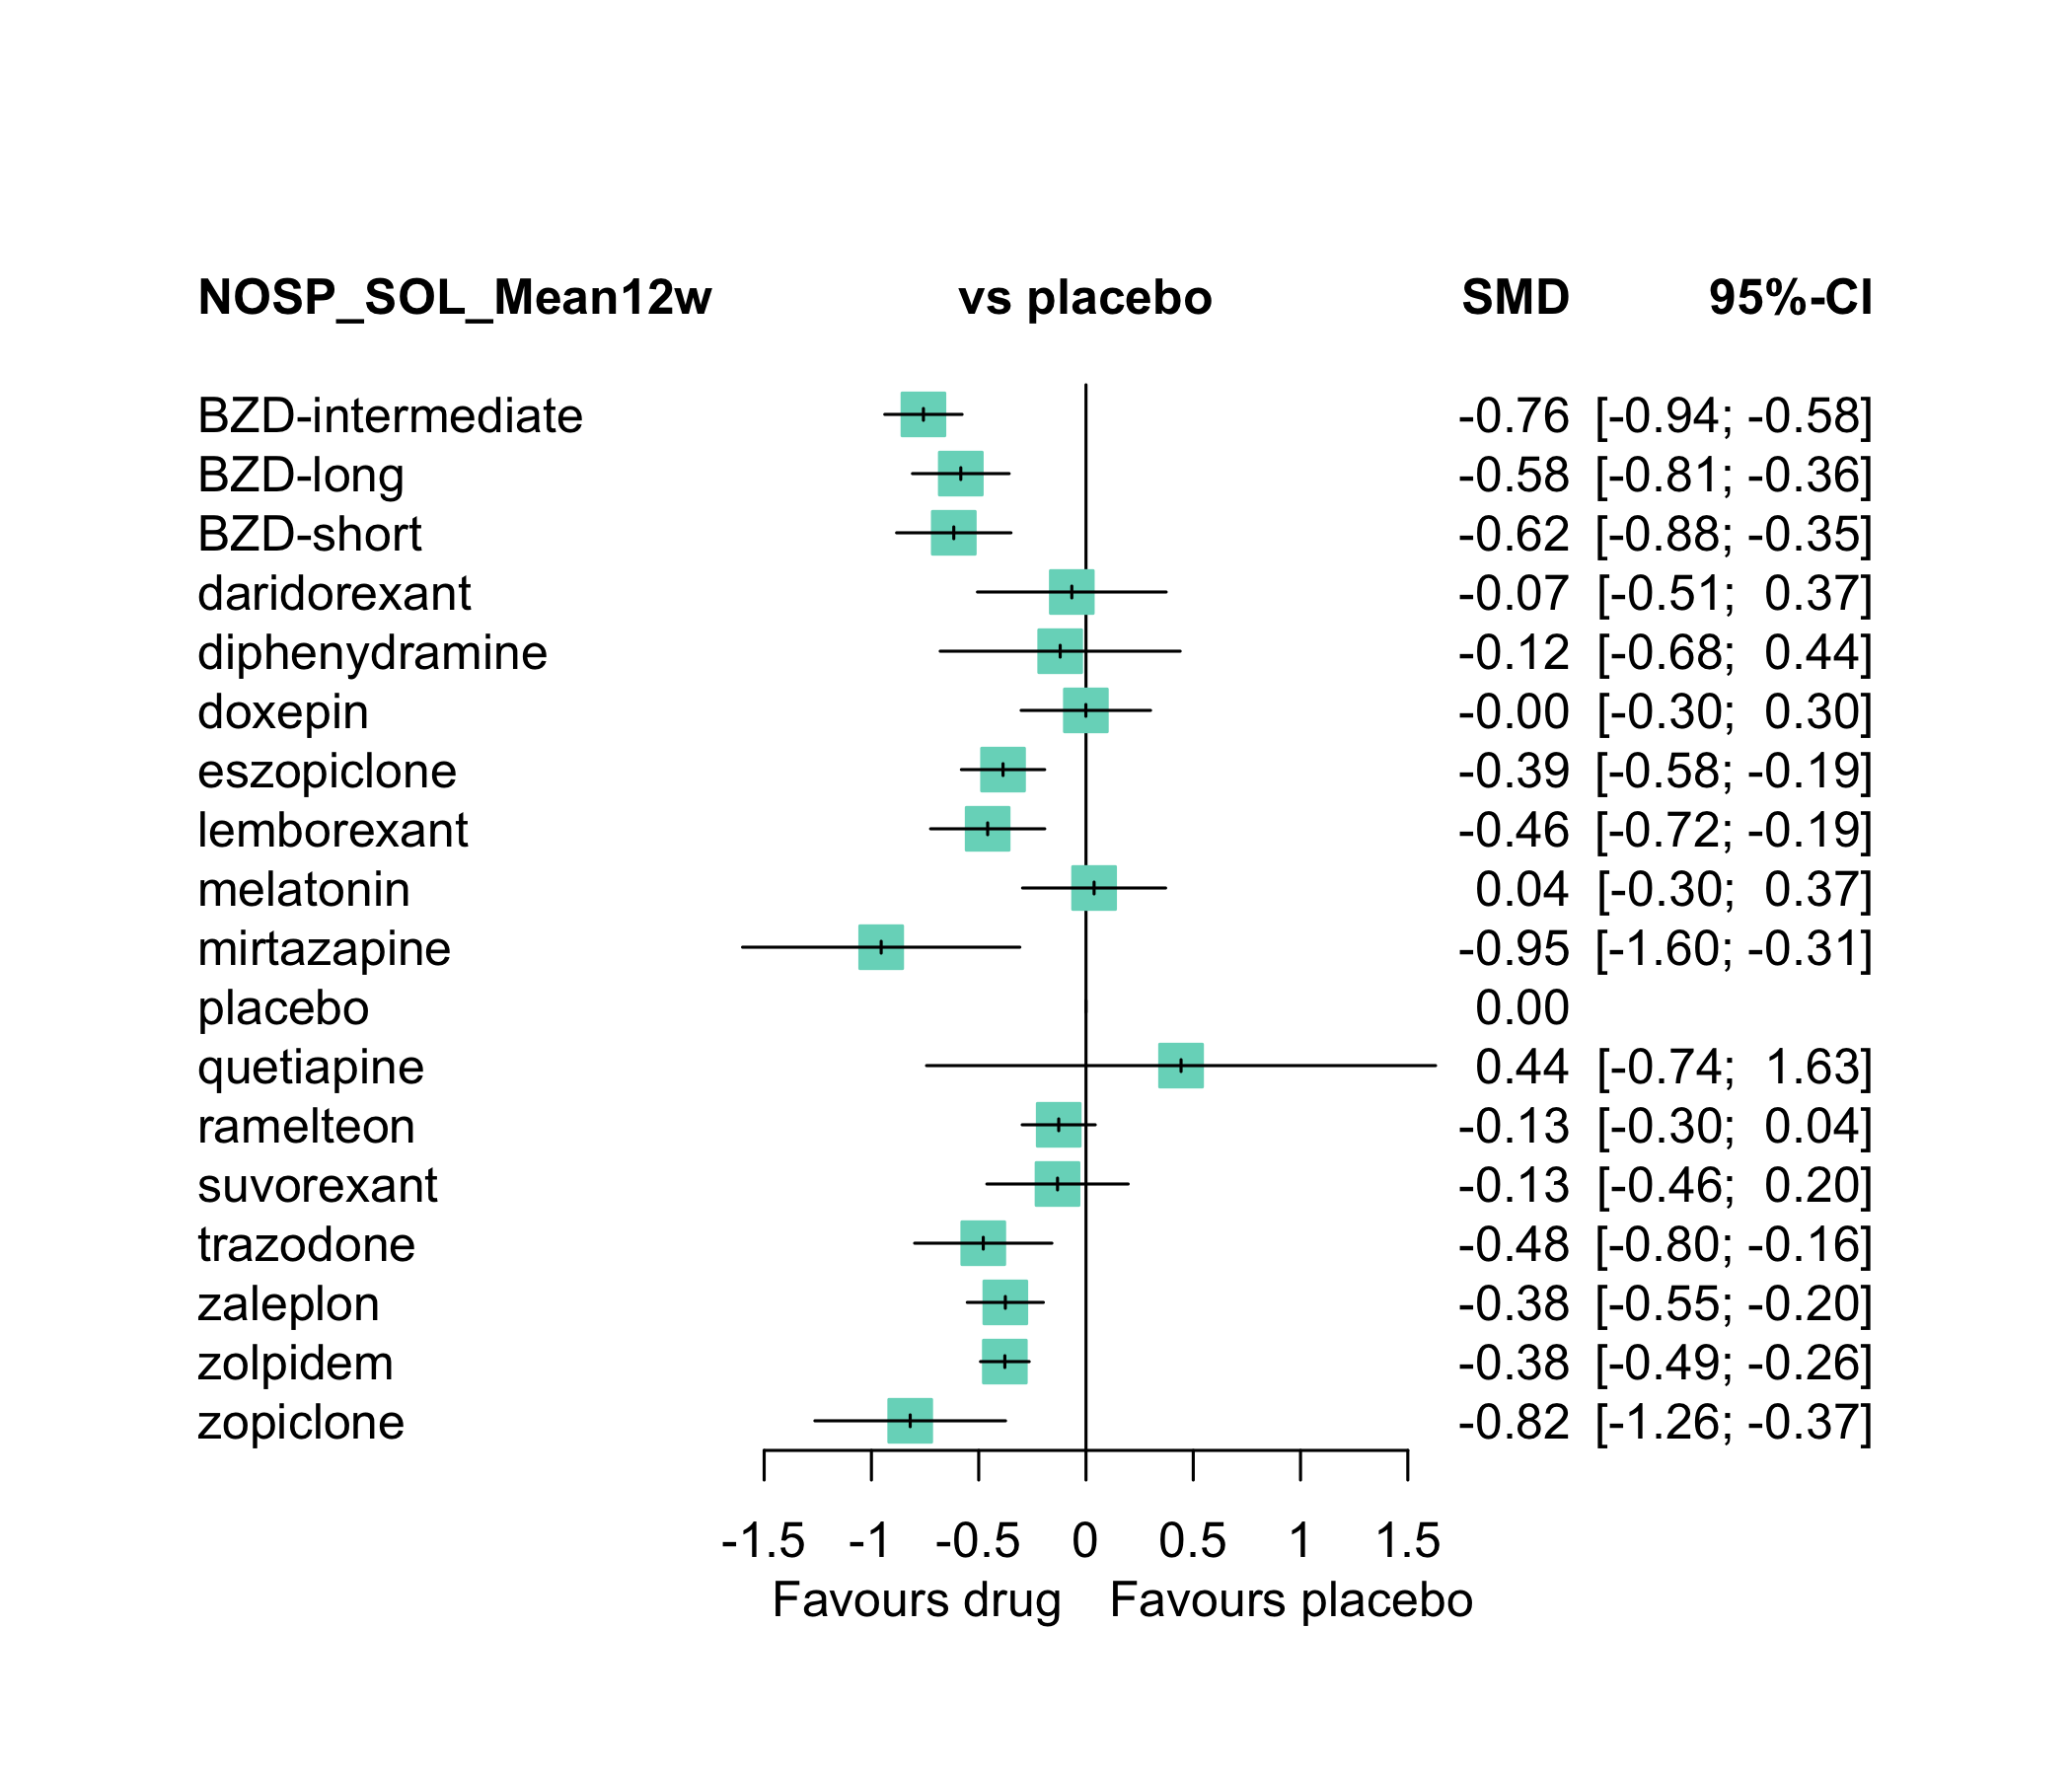 NOSP_SOL_Mean12w vs placebo SMD 95%-CI
BZD-intermediate -0.76 [-0.94; -0.58]
BZD-long -0.58 [-0.81; -0.36]
BZD-short -0.62 [-0.88; -0.35]
daridorexant -0.07 [-0.51; 0.37]
diphenydramine -0.12 [-0.68; 0.44]
doxepin -0.00 [-0.30; 0.30]
eszopiclone -0.39 [-0.58; -0.19]
lemborexant -0.46 [-0.72; -0.19]
melatonin 0.04 [-0.30; 0.37]
mirtazapine -0.95 [-1.60; -0.31]
placebo 0.00
quetiapine 0.44 [-0.74; 1.63]
ramelteon -0.13 [-0.30; 0.04]
suvorexant -0.13 [-0.46; 0.20]
trazodone -0.48 [-0.80; -0.16]
zaleplon -0.38 [-0.55; -0.20]
zolpidem -0.38 [-0.49; -0.26]
zopiclone -0.82 [-1.26; -0.37]
-1.5 -1 -0.5 0 0.5 1 1.5
Favours drug Favours placebo